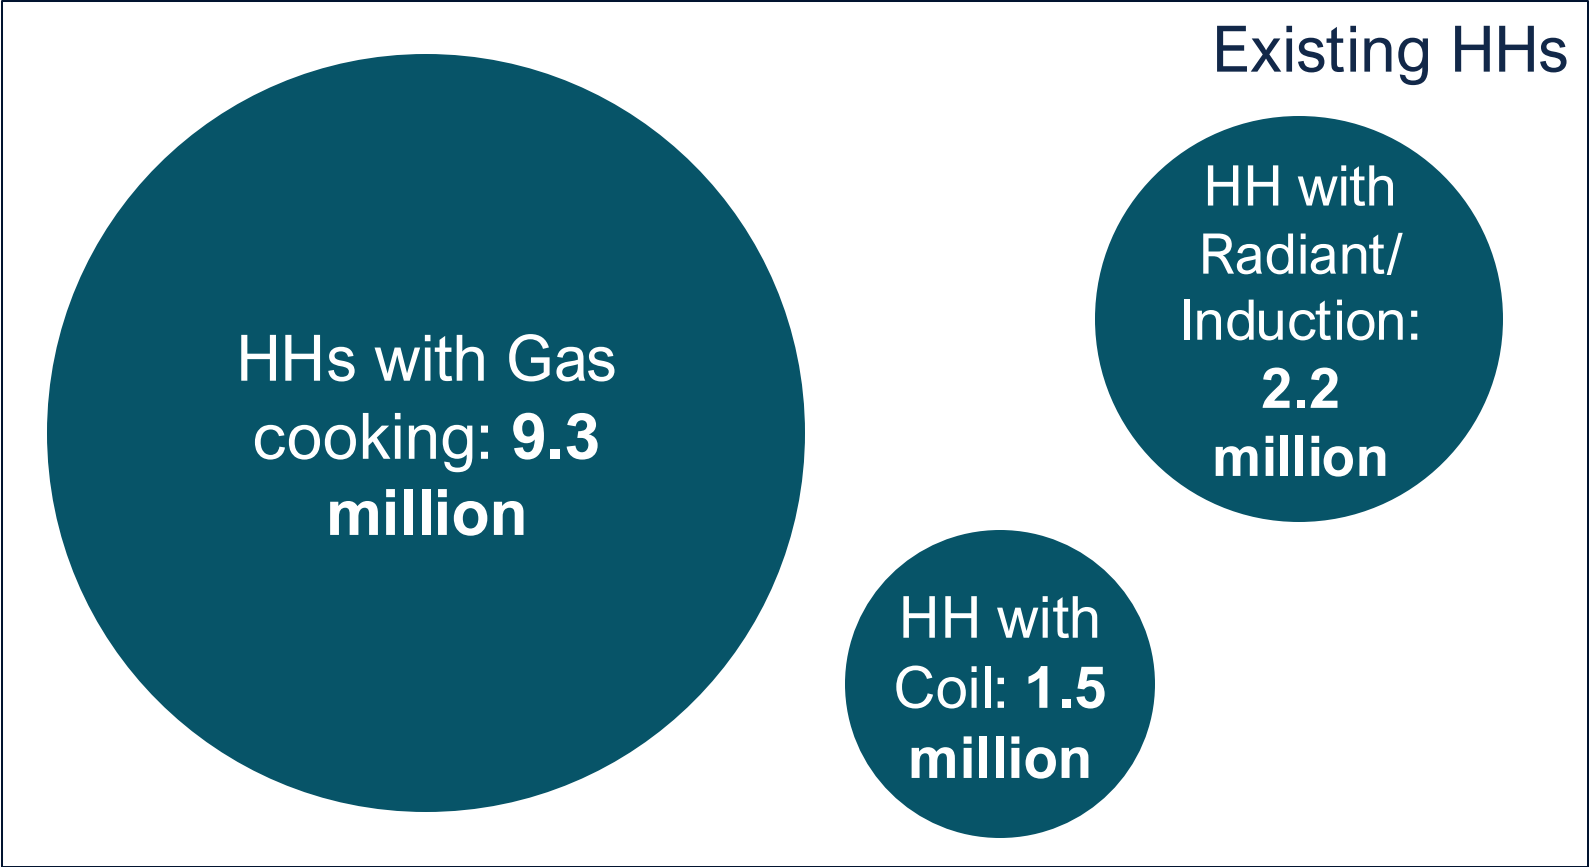 Existing HHs
HHs with Gas
cooking: 9.3
million
HH with
Radiant/
Induction:
2.2
million
HH with
Coil: 1.5
million